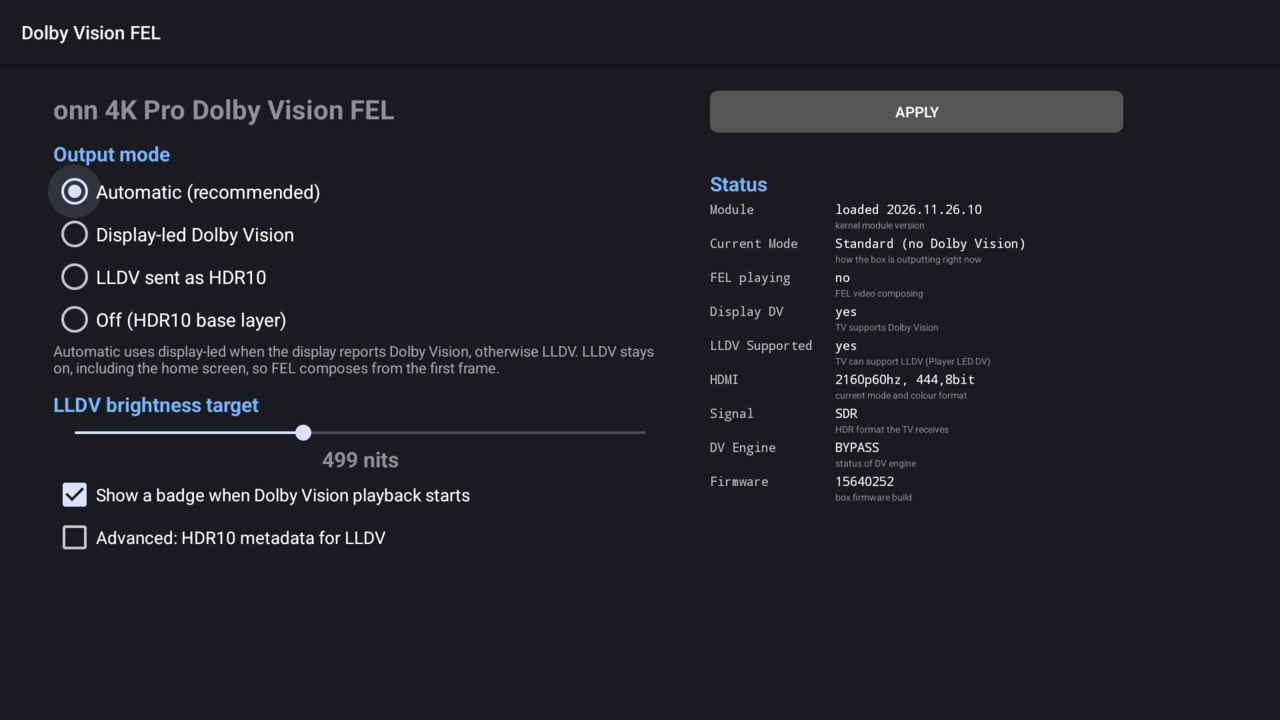 Dolby Vision FEL
onn 4K Pro Dolby Vision FEL
Output mode
Automatic (recommended)
Display-led Dolby Vision
LLDV sent as HDR10
Off (HDR10 base layer)
Automatic uses display-led when the display reports Dolby Vision, otherwise LLDV. LLDV stays
on, including the home screen, so FEL composes from the first frame.
LLDV brightness target
499 nits
Show a badge when Dolby Vision playback starts
Advanced: HDR10 metadata for LLDV
APPLY
Status
Module loaded 2026.11.26.10
kernel module version
Current Mode Standard (no Dolby Vision)
how the box is outputting right now
FEL playing no
FEL video composing
Display DV yes
TV supports Dolby Vision
LLDV Supported yes
TV can support LLDV (Player LED DV)
HDMI 2160p60hz, 444,8bit
current mode and colour format
Signal SDR
HDR format the TV receives
DV Engine BYPASS
status of DV engine
Firmware 15640252
box firmware build